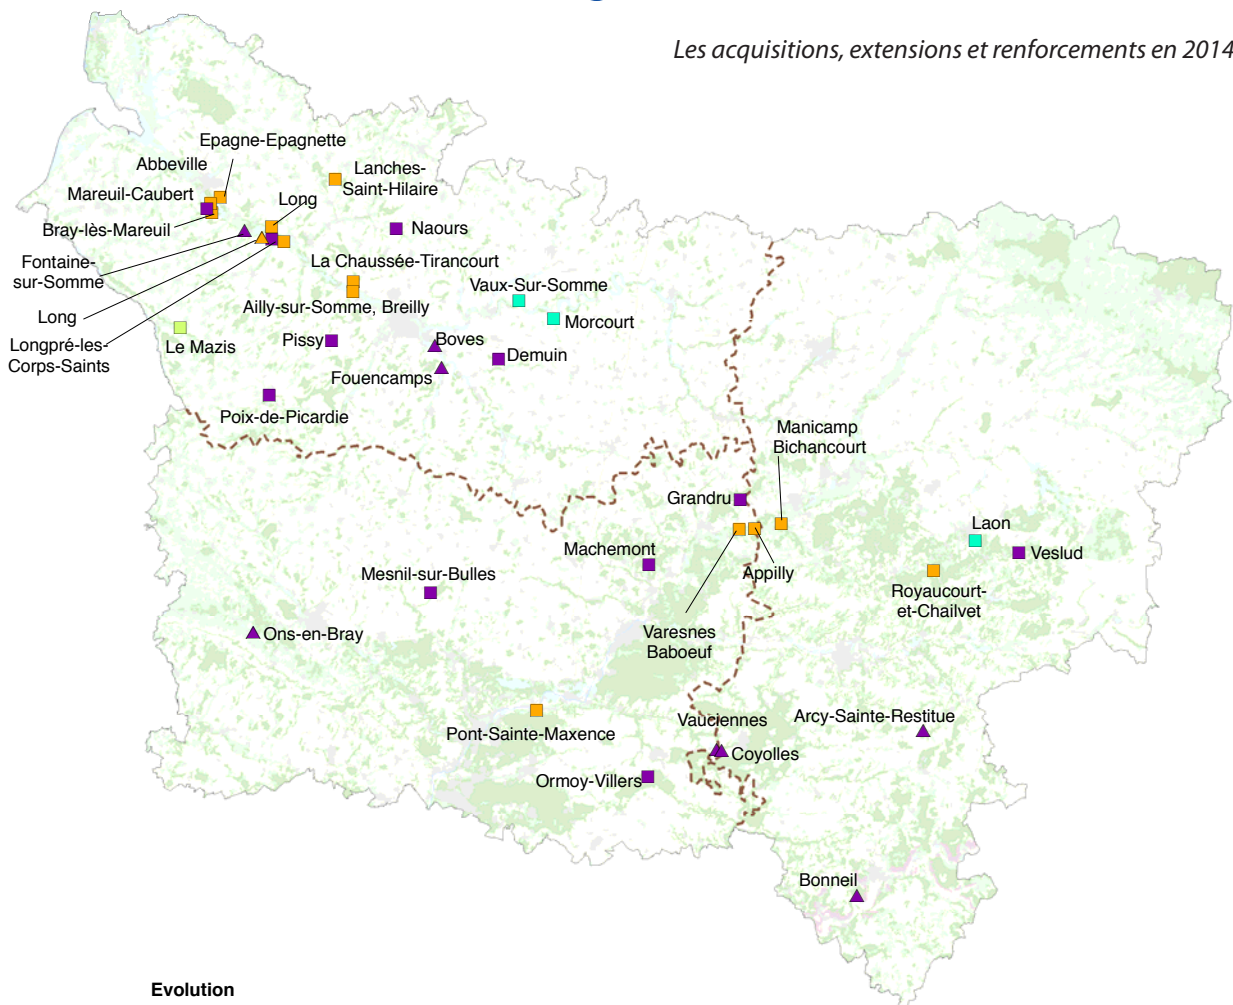 Les acquisitions, extensions et renforcements en 2014
Epagne-Epagnette
Abbeville
Lanches-
Saint-Hilaire
Mareuil-Caubert
Long
Bray-lès-Mareuil
Naours
Fontaine-
sur-Somme
La Chaussée-Tirancourt
Vaux-Sur-Somme
Ailly-sur-Somme, Breilly
Long
Morcourt
Longpré-les-
Corps-Saints
Le Mazis
Pissy
Boves
Demuin
Fouencamps
Poix-de-Picardie
Manicamp
Bichancourt
Grandru
Laon
Machemont
Veslud
Appilly
Mesnil-sur-Bulles
Royaucourt-
et-Chailvet
Ons-en-Bray
Varesnes
Baboeuf
Vauciennes
Arcy-Sainte-Restitue
Pont-Sainte-Maxence
Coyolles
Ormoy-Villers
Bonneil
Evolution